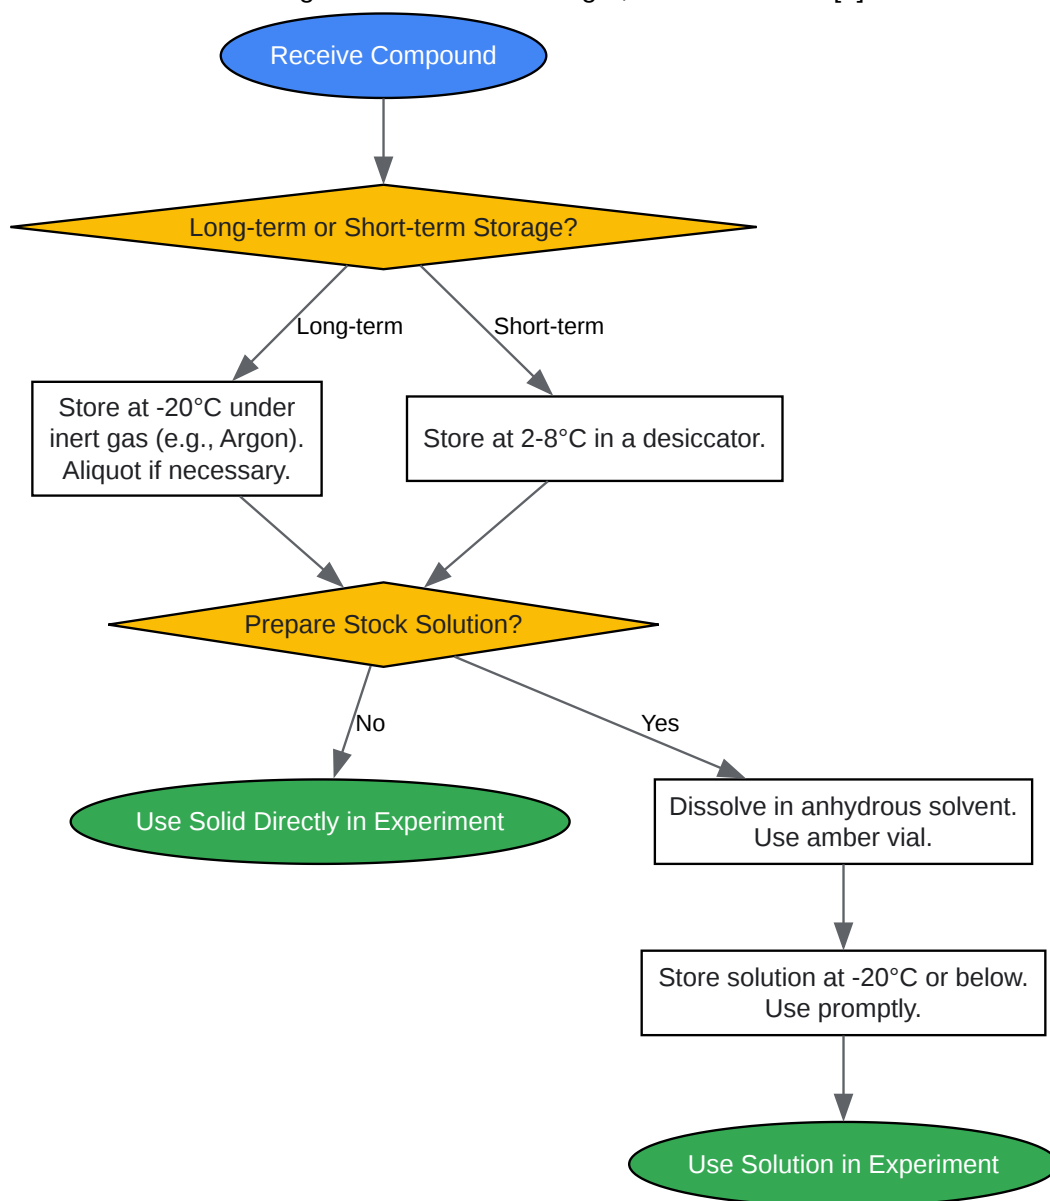 Receive Compound
Long-term or Short-term Storage?
Long-term
Short-term
Store at -20°C under
inert gas (e.g., Argon).
Aliquot if necessary.
Store at 2-8°C in a desiccator.
Prepare Stock Solution?
No
Yes
Use Solid Directly in Experiment
Dissolve in anhydrous solvent.
Use amber vial.
Store solution at -20°C or below.
Use promptly.
Use Solution in Experiment